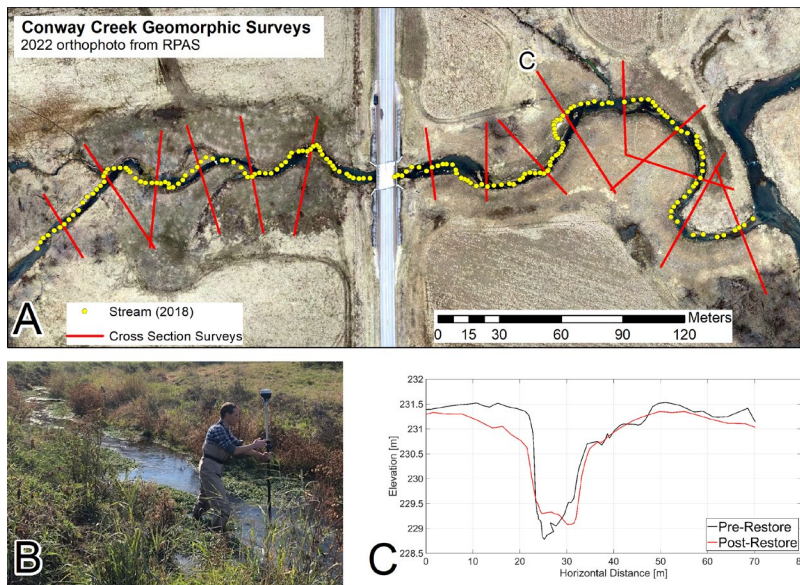 Conway Creek Geomorphic Surveys
2022 orthophoto from RPAS
C
Stream (2018)
Cross Section Surveys
Meters
0 15 30 60 90 120
A
B
C
232
231.5
231
230.5
230
229.5
229
228.5
Elevation [m]
0 10 20 30 40 50 60 70 80
Horizontal Distance [m]
Pre-Restore
Post-Restore